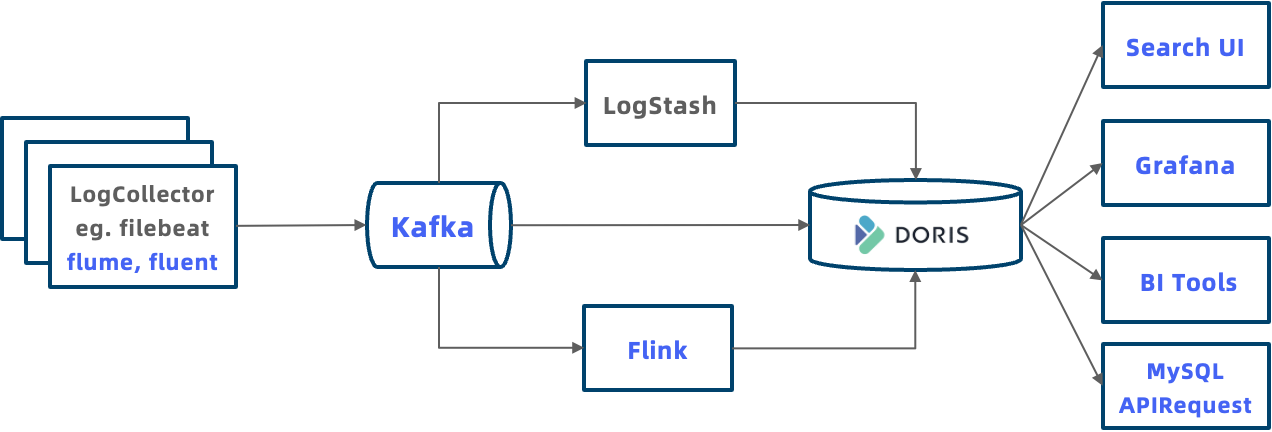 LogCollector
eg. filebeat
flume, fluent
Kafka
LogStash
Flink
DORIS
Search UI
Grafana
BI Tools
MySQL
APIRequest